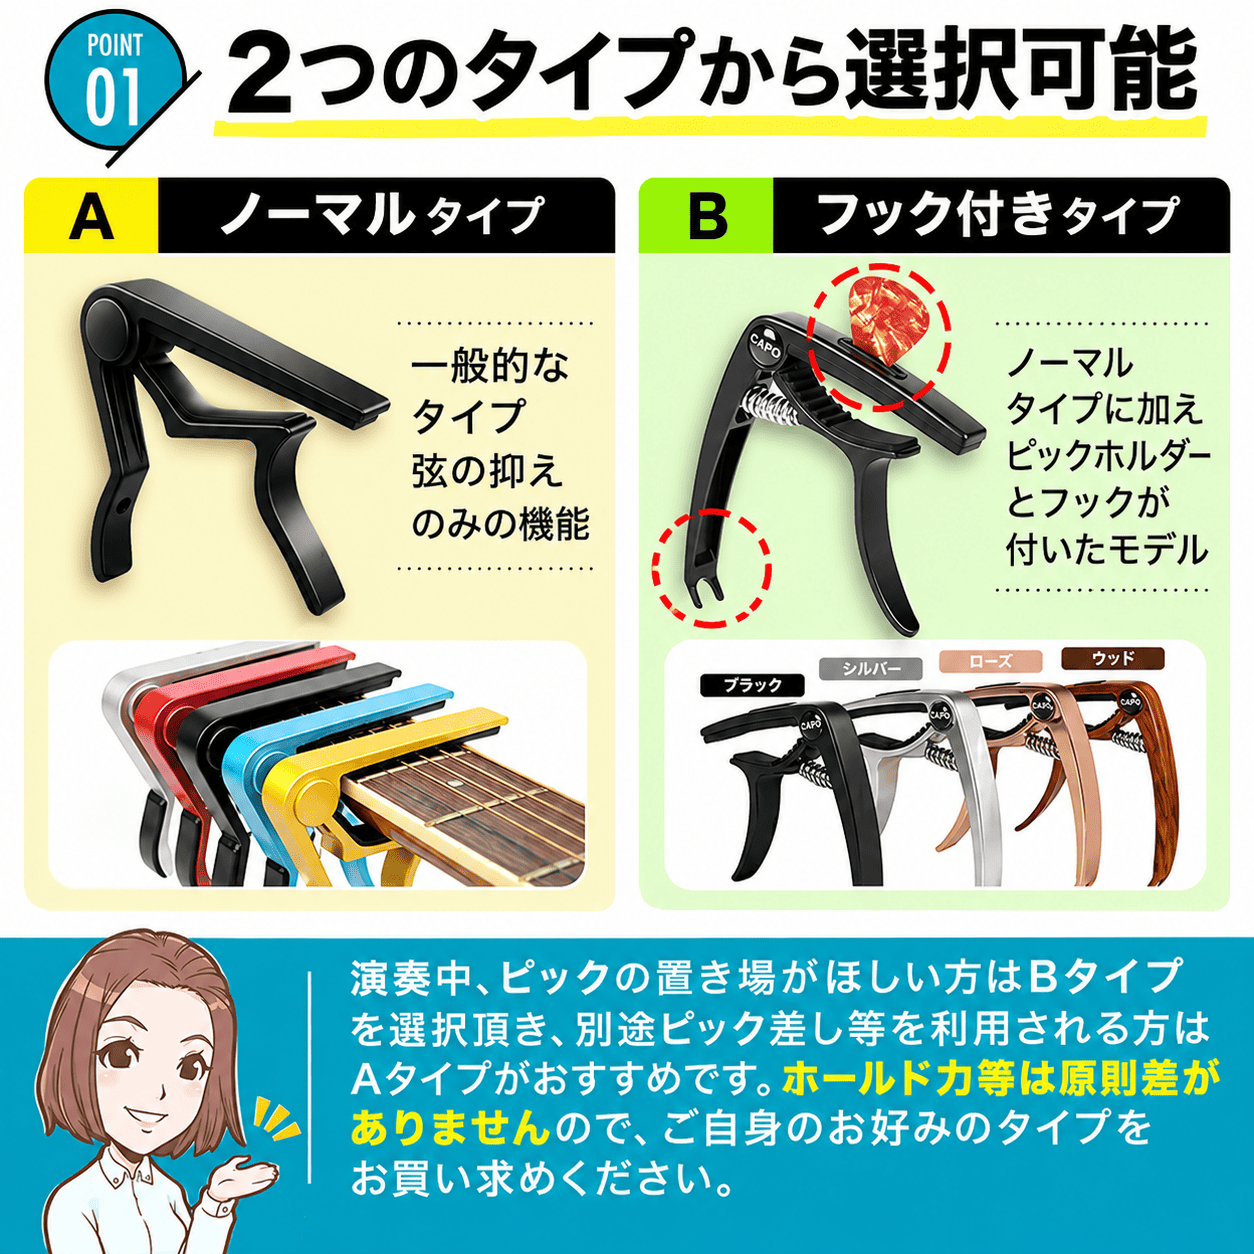 POINT
01
2つのタイプから選択可能
A
ノーマルタイプ
一般的な
タイプ
弦の抑え
のみの機能
B
フック付きタイプ
CAPO
ノーマル
タイプに加え
ピックホルダー
とフックが
付いたモデル
ブラック
シルバー
ローズ
ウッド
CAPO
CAPO
CAPO
CAPO
演奏中、ピックの置き場がほしい方はBタイプ
を選択頂き、別途ピック差し等を利用される方は
Aタイプがおすすめです。ホールド力等は原則差が
ありませんので、ご自身のお好みのタイプを
お買い求めください。